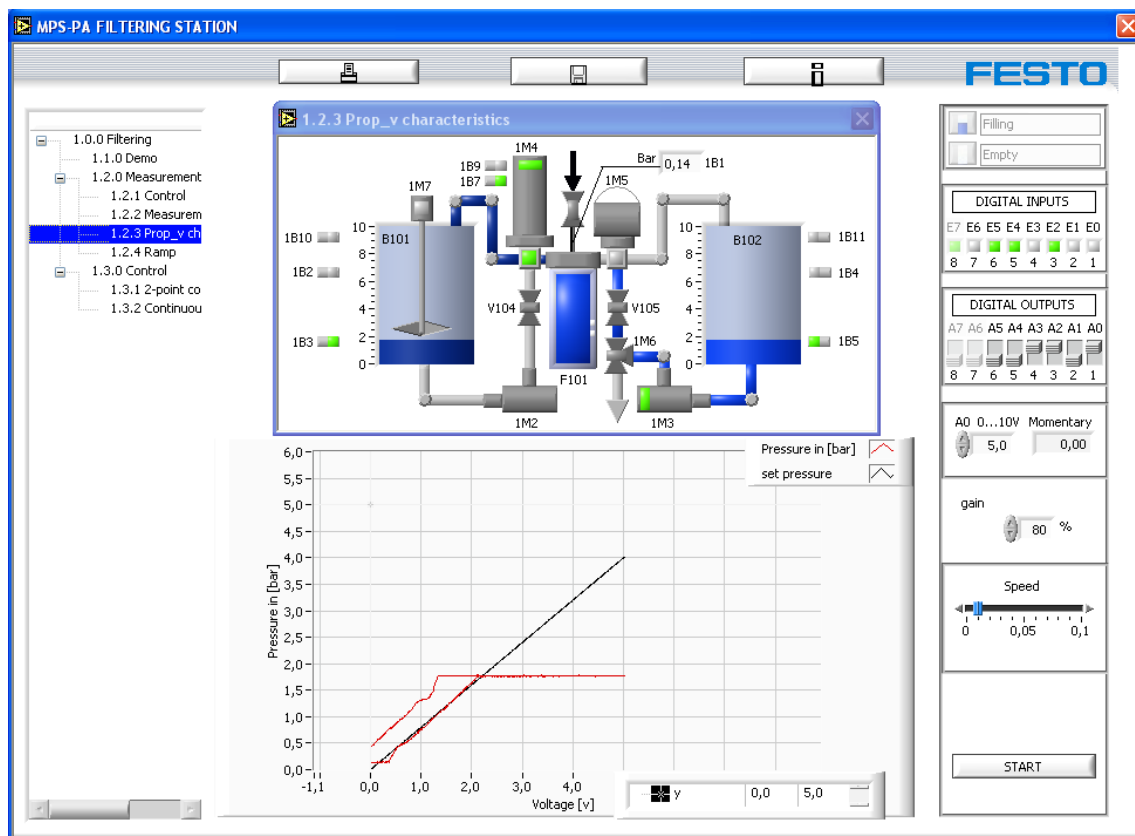 MPS-PA FILTERING STATION
FESTO
1.0.0 Filtering
1.1.0 Demo
1.2.0 Measurement
1.2.1 Control
1.2.2 Measurem
1.2.3 Prop_v ch
1.2.4 Ramp
1.3.0 Control
1.3.1 2-point co
1.3.2 Continuou
1.2.3 Prop_v characteristics
1M4
1B9
1B7
Bar 0,14 1B1
1M7
1M5
1B10
B101
B102
1B11
10
8
6
4
2
0
10
8
6
4
2
0
1B2
1B4
V104
V105
1B3
1M6
1B5
F101
1M2
1M3
Pressure in [bar]
set pressure
6,0
5,5
5,0
4,5
4,0
3,5
3,0
2,5
2,0
1,5
1,0
0,5
0,0
Pressure in [bar]
-1,1 0,0 1,0 2,0 3,0 4,0
Voltage [v]
y 0,0 5,0
Filling
Empty
DIGITAL INPUTS
E7 E6 E5 E4 E3 E2 E1 E0
8 7 6 5 4 3 2 1
DIGITAL OUTPUTS
A7 A6 A5 A4 A3 A2 A1 A0
8 7 6 5 4 3 2 1
A0 0...10V Momentary
5,0 0,00
gain
80 %
Speed
0 0,05 0,1
START